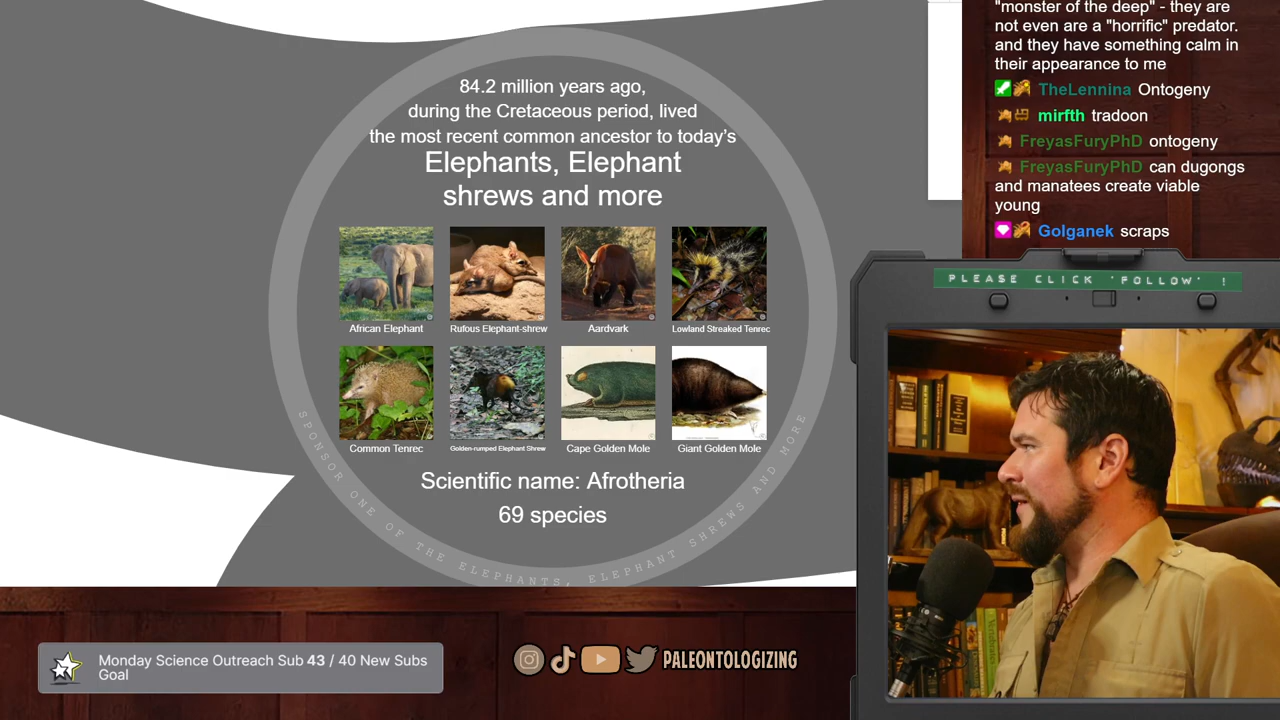 84.2 million years ago,
during the Cretaceous period, lived
the most recent common ancestor to today's
Elephants, Elephant
shrews and more
African Elephant
Rufous Elephant-shrew
Aardvark
Lowland Streaked Tenrec
Common Tenrec
Golden-rumped Elephant Shrew
Cape Golden Mole
Giant Golden Mole
Scientific name: Afrotheria
69 species
SPONSOR ONE OF THE ELEPHANTS, ELEPHANT SHREWS AND MORE
"monster of the deep" - they are
not even are a "horrific" predator.
and they have something calm in
their appearance to me
TheLennina Ontogeny
mirfth tradoon
FreyasFuryPhD ontogeny
FreyasFuryPhD can dugongs
and manatees create viable
young
Golganek scraps
PLEASE CLICK 'FOLLOW' !
Monday Science Outreach Sub 43 / 40 New Subs
Goal
PALEONTOLOGIZING